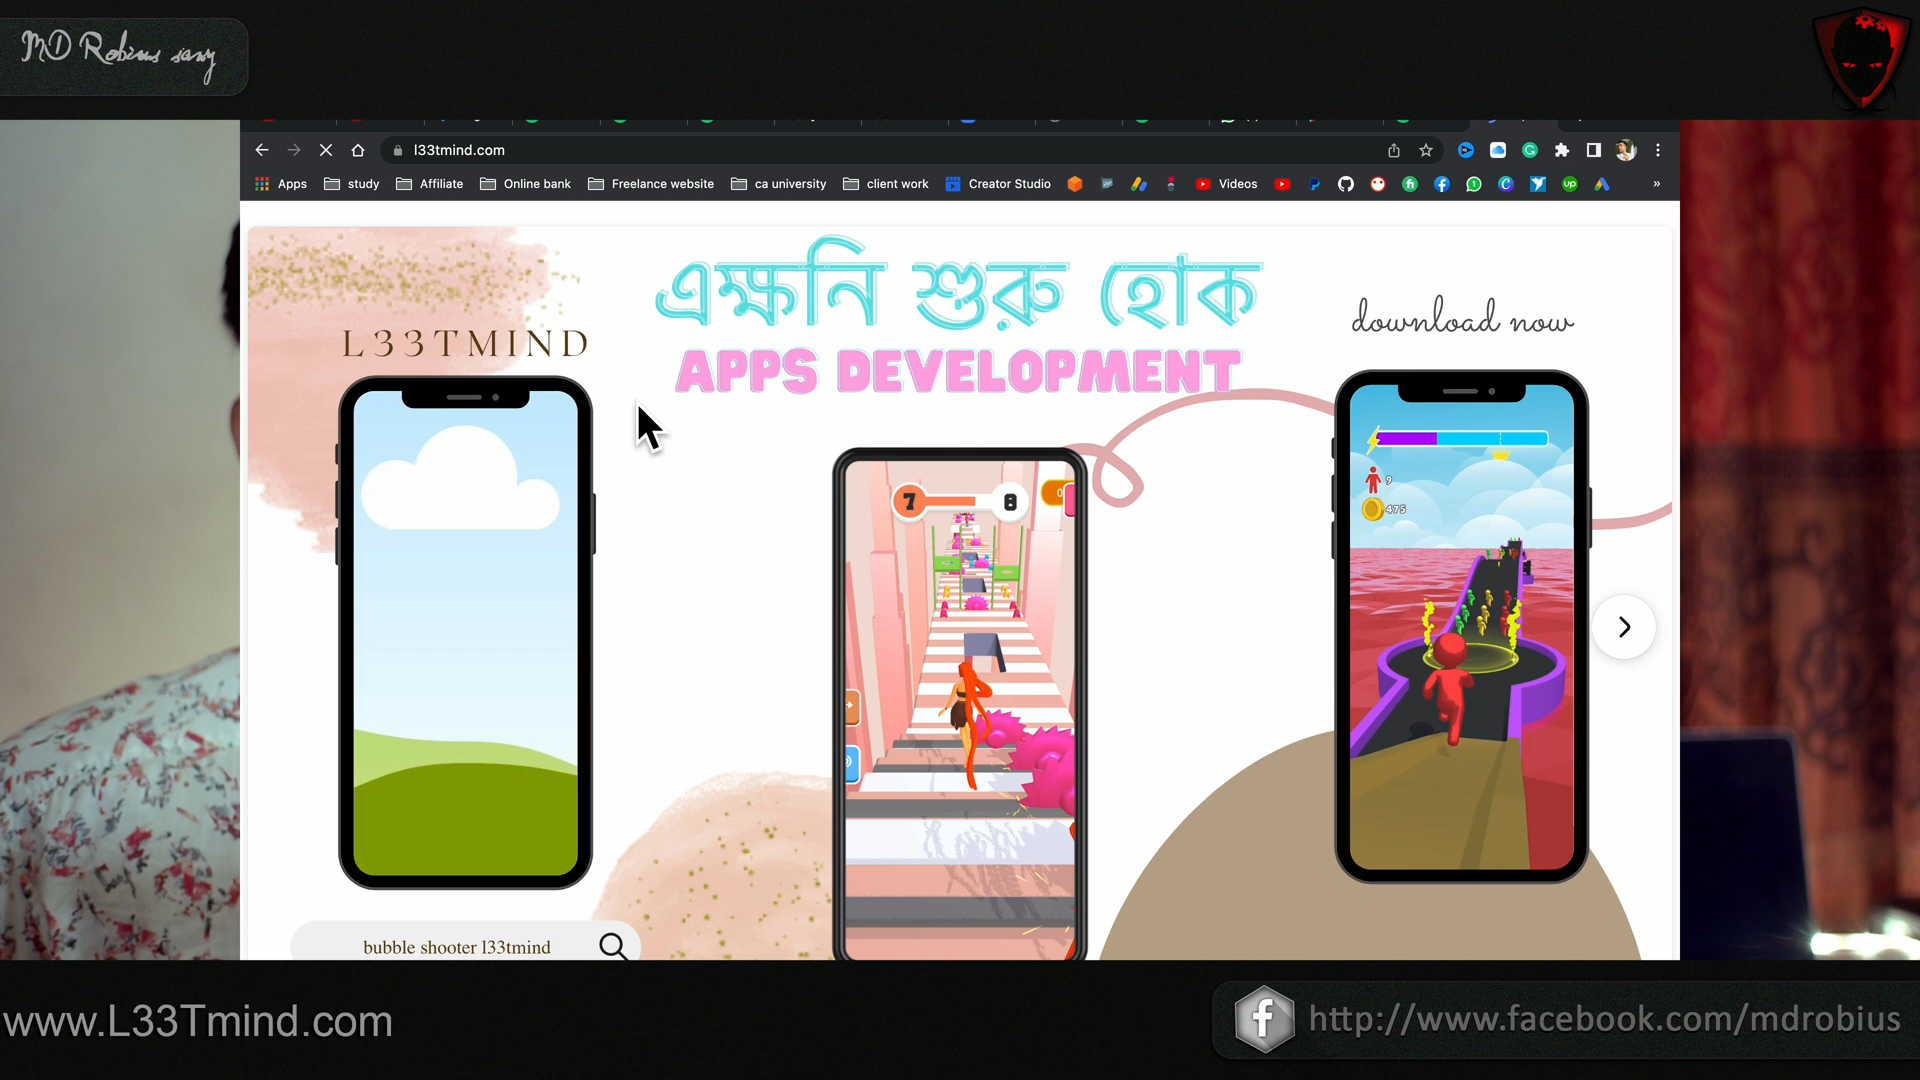 MD Robius sany
l33tmind.com
Apps study Affiliate Online bank Freelance website ca university client work Creator Studio Videos »
এক্ষনি শুরু হোক
APPS DEVELOPMENT
L33TMIND
download now
7 8 0
9
475
bubble shooter l33tmind
www.L33Tmind.com
http://www.facebook.com/mdrobius